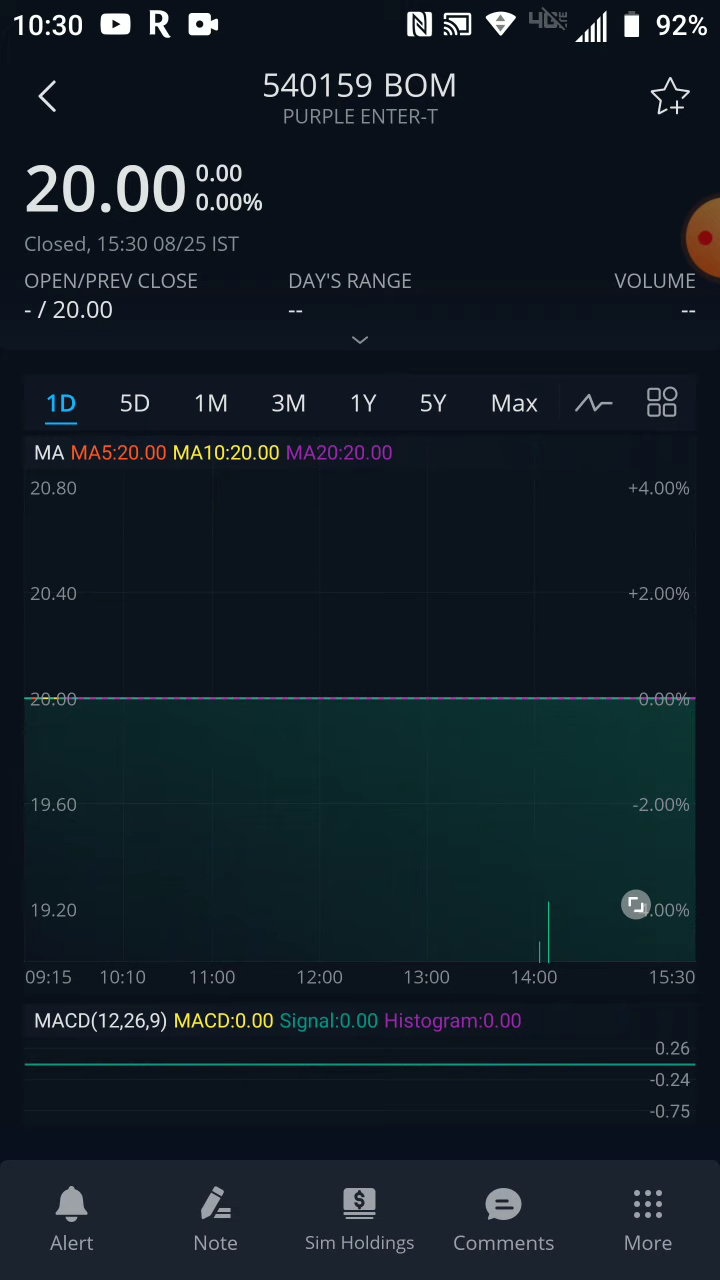 10:30 R 4G 92%
540159 BOM
PURPLE ENTER-T
20.00 0.00
0.00%
Closed, 15:30 08/25 IST
OPEN/PREV CLOSE DAY'S RANGE VOLUME
- / 20.00 -- --
1D 5D 1M 3M 1Y 5Y Max
MA MA5:20.00 MA10:20.00 MA20:20.00
20.80 +4.00%
20.40 +2.00%
20.00 0.00%
19.60 -2.00%
19.20 4.00%
09:15 10:10 11:00 12:00 13:00 14:00 15:30
MACD(12,26,9) MACD:0.00 Signal:0.00 Histogram:0.00
0.26
-0.24
-0.75
Alert Note Sim Holdings Comments More